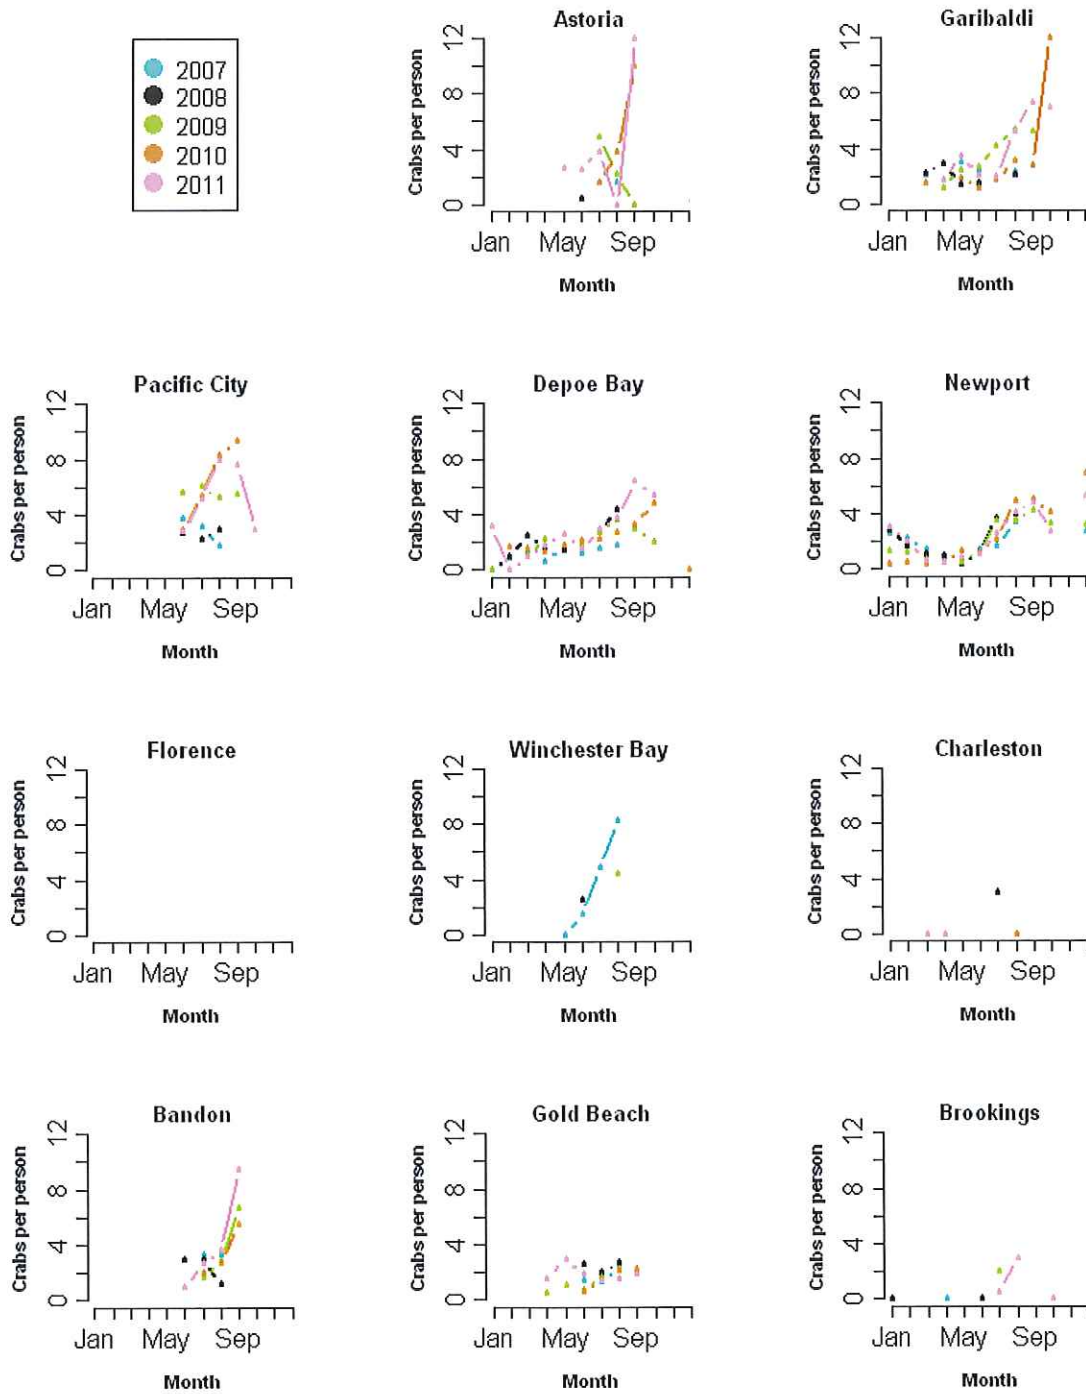 2007
2008
2009
2010
2011
Astoria
Crabs per person
0 4 8 12
Jan May Sep
Month
Garibaldi
Crabs per person
0 4 8 12
Jan May Sep
Month
Pacific City
Crabs per person
0 4 8 12
Jan May Sep
Month
Depoe Bay
Crabs per person
0 4 8 12
Jan May Sep
Month
Newport
Crabs per person
0 4 8 12
Jan May Sep
Month
Florence
Crabs per person
0 4 8 12
Jan May Sep
Month
Winchester Bay
Crabs per person
0 4 8 12
Jan May Sep
Month
Charleston
Crabs per person
0 4 8 12
Jan May Sep
Month
Bandon
Crabs per person
0 4 8 12
Jan May Sep
Month
Gold Beach
Crabs per person
0 4 8 12
Jan May Sep
Month
Brookings
Crabs per person
0 4 8 12
Jan May Sep
Month